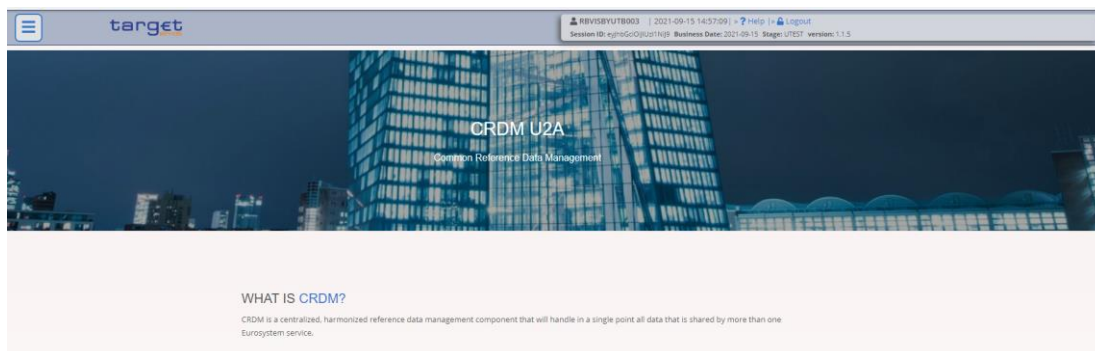 target
RBVISBYUTB003 | 2021-09-15 14:57:09| » ? Help |» Logout
Business Date: 2021-09-15 Stage: UTEST version: 1.1.5
CRDM U2A
Common Reference Data Management
WHAT IS CRDM?
CRDM is a centralized, harmonized reference data management component that will handle in a single point all data that is shared by more than one
Eurosystem service.